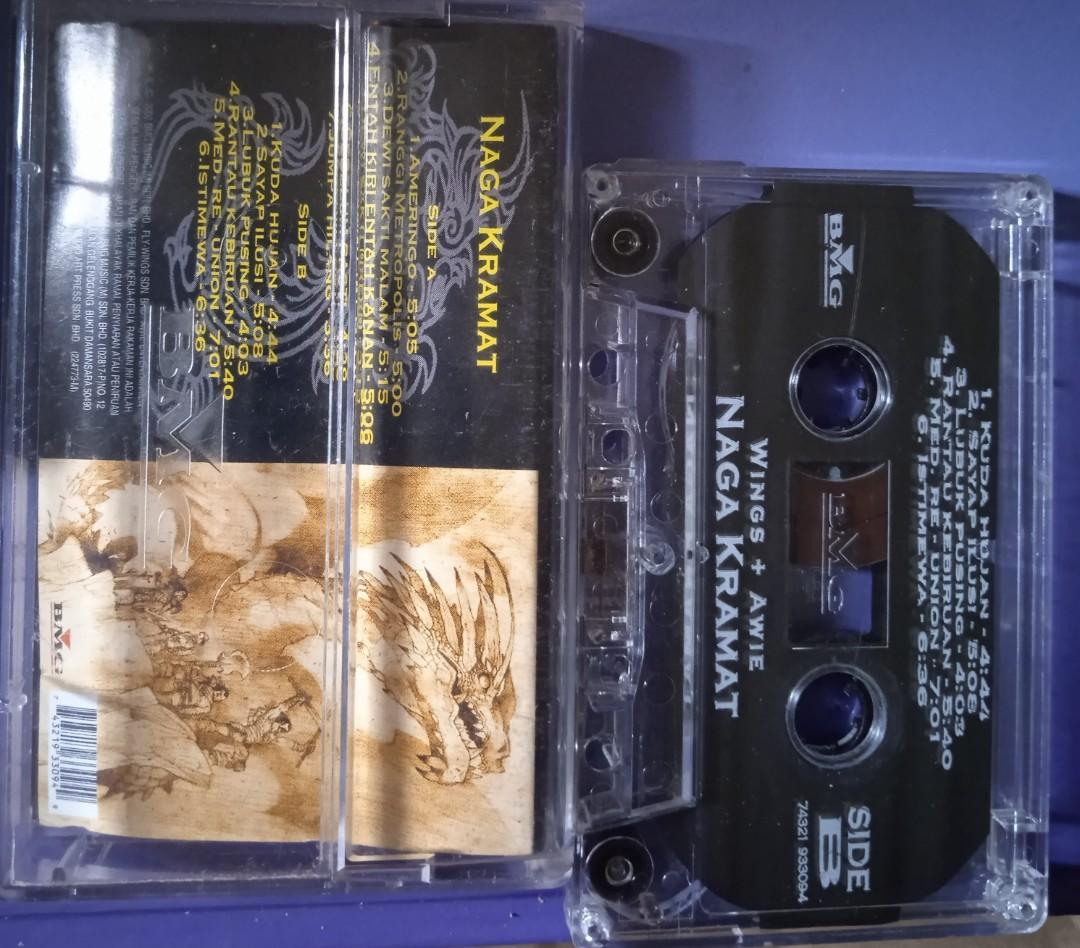 NAGA KRAMAT
SIDE A
1. AMERINGO - 5:05
2. RANGGI METROPOLIS - 5:00
3. DEWI SAKTI MALAM - 5:15
4. ENTAH KIRI ENTAH KANAN - 5:06
SIDE B
1. KUDA HUJAN - 4:44
2. SAYAP ILUSI - 5:08
3. LUBUK PUSING - 4:03
4. RANTAU KEBIRUAN - 5:40
5. MED - RE - UNION - 7:01
6. ISTIMEWA - 6:36
BMG
BMG
WINGS + AWIE
NAGA KRAMAT
BMG
BMG
1. KUDA HUJAN - 4:44
2. SAYAP ILUSI - 5:08
3. LUBUK PUSING - 4:03
4. RANTAU KEBIRUAN - 5:40
5. MED. RE - UNION - 7:01
6. ISTIMEWA - 6:36
SIDE
B
74321 933094